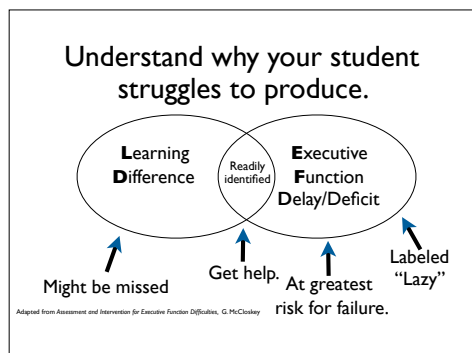 Understand why your student
struggles to produce.
Learning
Difference
Readily
identified
Executive
Function
Delay/Deficit
Might be missed
Get help.
At greatest
risk for failure.
Labeled
“Lazy”
Adapted from Assessment and Intervention for Executive Function Difficulties, G. McCloskey